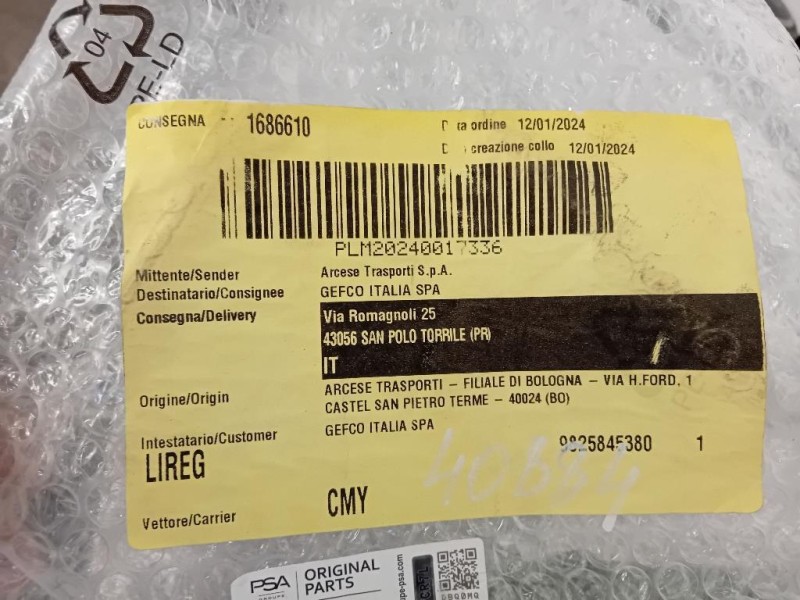 04
CONSEGNA 1686610
ordine 12/01/2024
creazione collo 12/01/2024
PLM20240017336
Mittente/Sender Arcese Trasporti S.p.A.
Destinatario/Consignee GEFCO ITALIA SPA
Consegna/Delivery Via Romagnoli 25
43056 SAN POLO TORRILE (PR)
IT
Origine/Origin ARCESE TRASPORTI - FILIALE DI BOLOGNA - VIA H.FORD, 1
CASTEL SAN PIETRO TERME - 40024 (BO)
Intestatario/Customer GEFCO ITALIA SPA
LIREG 9825845380 1
Vettore/Carrier CMY
PSA ORIGINAL
PARTS